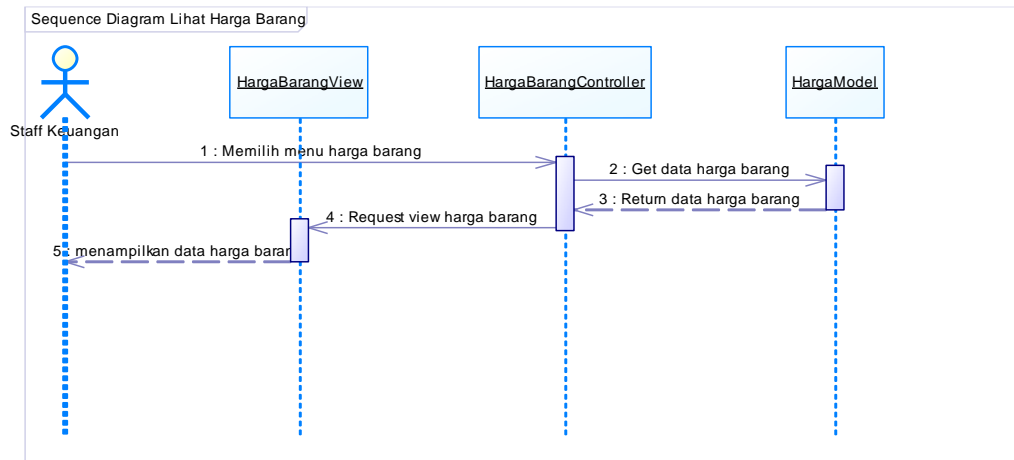 Sequence Diagram Lihat Harga Barang
HargaBarangView
HargaBarangController
HargaModel
Staff Keuangan
1 : Memilih menu harga barang
2 : Get data harga barang
3 : Return data harga barang
4 : Request view harga barang
5 : menampilkan data harga baran